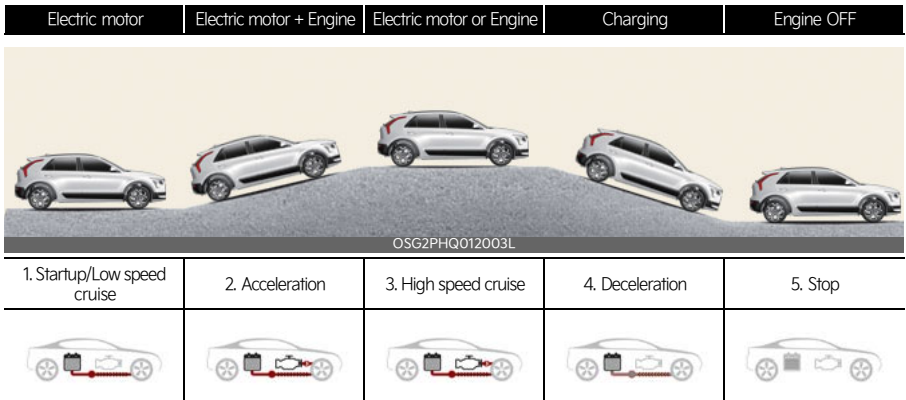 Electric motor
Electric motor + Engine
Electric motor or Engine
Charging
Engine OFF
OSG2PHQ012003L
1. Startup/Low speed
cruise
2. Acceleration
3. High speed cruise
4. Deceleration
5. Stop